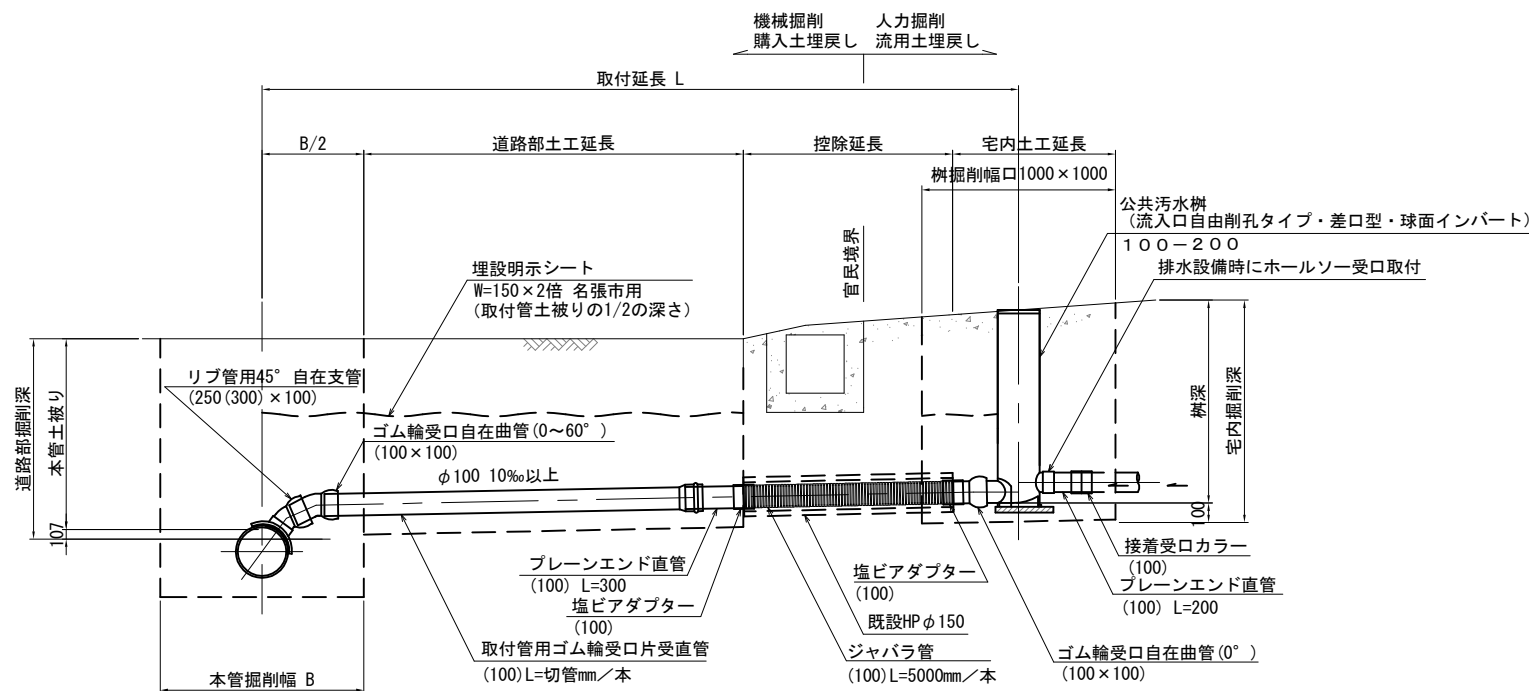 機械掘削 人力掘削
購入土埋戻し 流用土埋戻し
取付延長 L
B/2
道路部土工延長
控除延長
宅内土工延長
桝掘削幅口1000×1000
公共汚水桝
(流入口自由削孔タイプ・差口型・球面インバート)
100-200
排水設備時にホールソー受口取付
官民境界
埋設明示シート
W=150×2倍 名張市用
(取付管土被りの1/2の深さ)
リブ管用45° 自在支管
(250(300)×100)
ゴム輪受口自在曲管(0〜60°)
(100×100)
φ100 10‰以上
道路部掘削深
本管土被り
107
桝深
宅内掘削深
100
プレーンエンド直管
(100) L=300
塩ビアダプター
(100)
取付管用ゴム輪受口片受直管
(100)L=切管mm/本
本管掘削幅 B
塩ビアダプター
(100)
既設HPφ150
ジャバラ管
(100)L=5000mm/本
接着受口カラー
(100)
プレーンエンド直管
(100) L=200
ゴム輪受口自在曲管(0°)
(100×100)